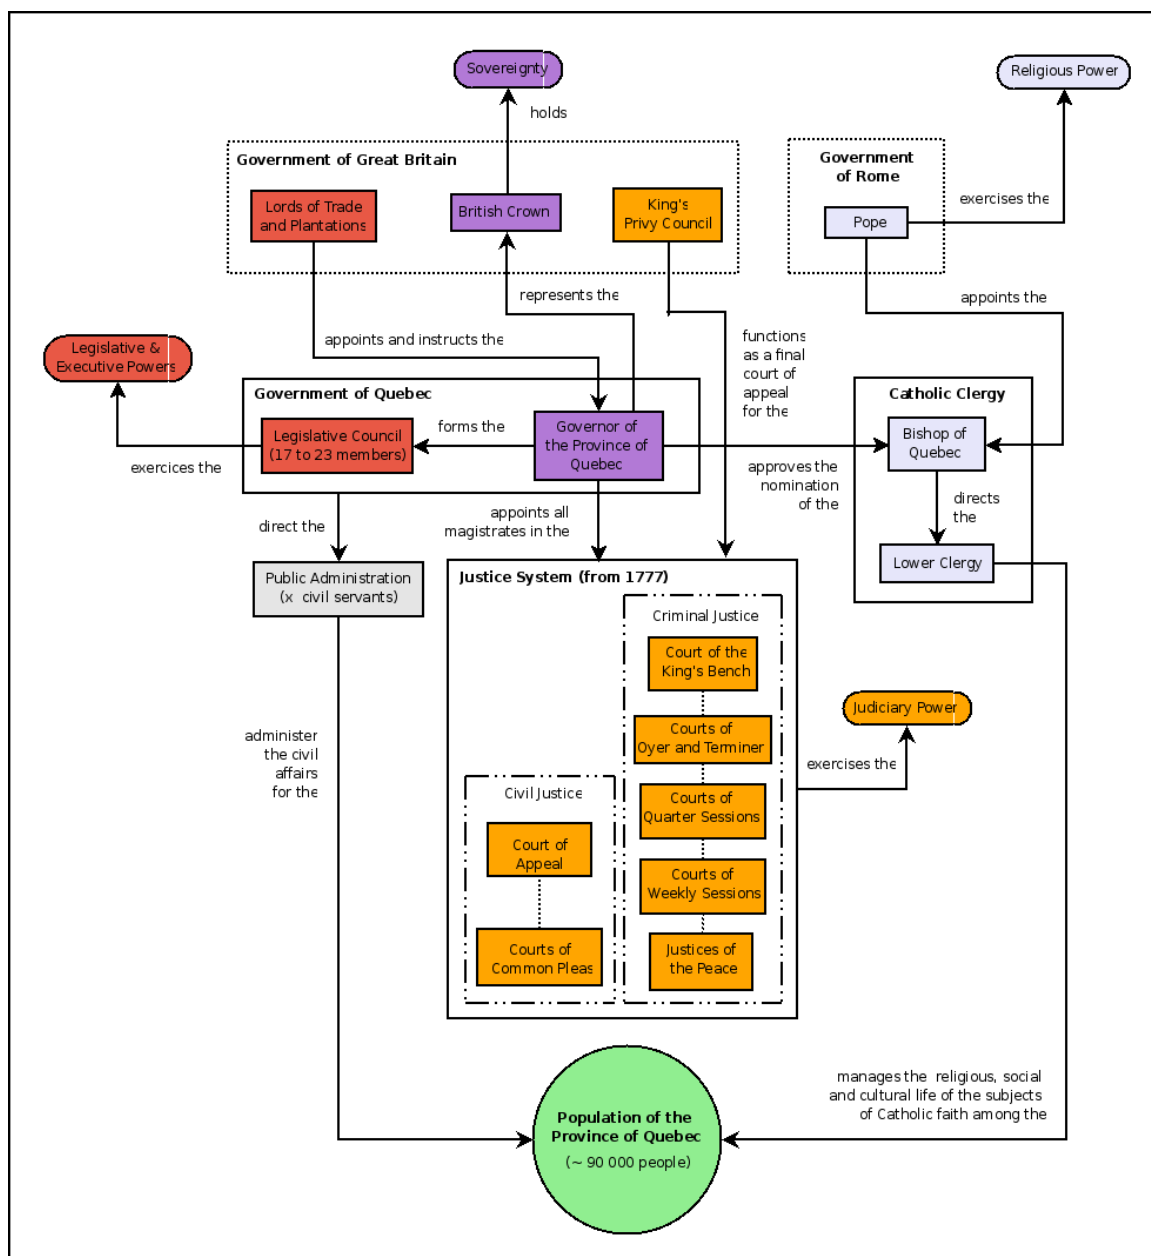 Sovereignty
Religious Power
holds
Government of Great Britain
Government
of Rome
Lords of Trade
and Plantations
British Crown
King's
Privy Council
Pope
exercises the
represents the
appoints the
appoints and instructs the
functions
as a final
court of
appeal
for the
Legislative &
Executive Powers
Government of Quebec
Catholic Clergy
Legislative Council
(17 to 23 members)
forms the
Governor of
the Province of
Quebec
Bishop of
Quebec
exercices the
approves the
nomination
of the
directs
the
direct the
appoints all
magistrates in the
Lower Clergy
Public Administration
(x civil servants)
Justice System (from 1777)
Criminal Justice
Court of the
King's Bench
Courts of
Oyer and Terminer
Judiciary Power
administer
the civil
affairs
for the
exercises the
Civil Justice
Courts of
Quarter Sessions
Court of
Appeal
Courts of
Weekly Sessions
Courts of
Common Pleas
Justices of
the Peace
manages the religious, social
and cultural life of the subjects
of Catholic faith among the
Population of the
Province of Quebec
(~ 90 000 people)